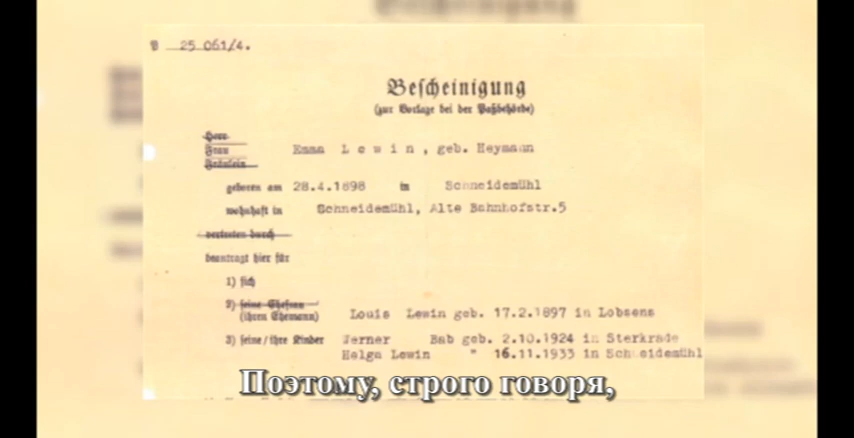 25 061/4.
Bescheinigung
(zur Vorlage bei der Paßbehörde)
Herr
Frau
Fräulein
Emma Lewin, geb. Heymann
geboren am 28.4.1898 in Schneidemühl
wohnhaft in Schneidemühl, Alte Bahnhofstr.5
vertreten durch
beantragt hier für
1) sich
2) seine Ehefrau
(ihren Ehemann) Louis Lewin geb. 17.2.1897 in Lobsens
3) seine/ihre Kinder Werner Bab geb. 2.10.1924 in Sterkrade
Helga Lewin " 16.11.1933 in Schneidemühl
Поэтому, строго говоря,